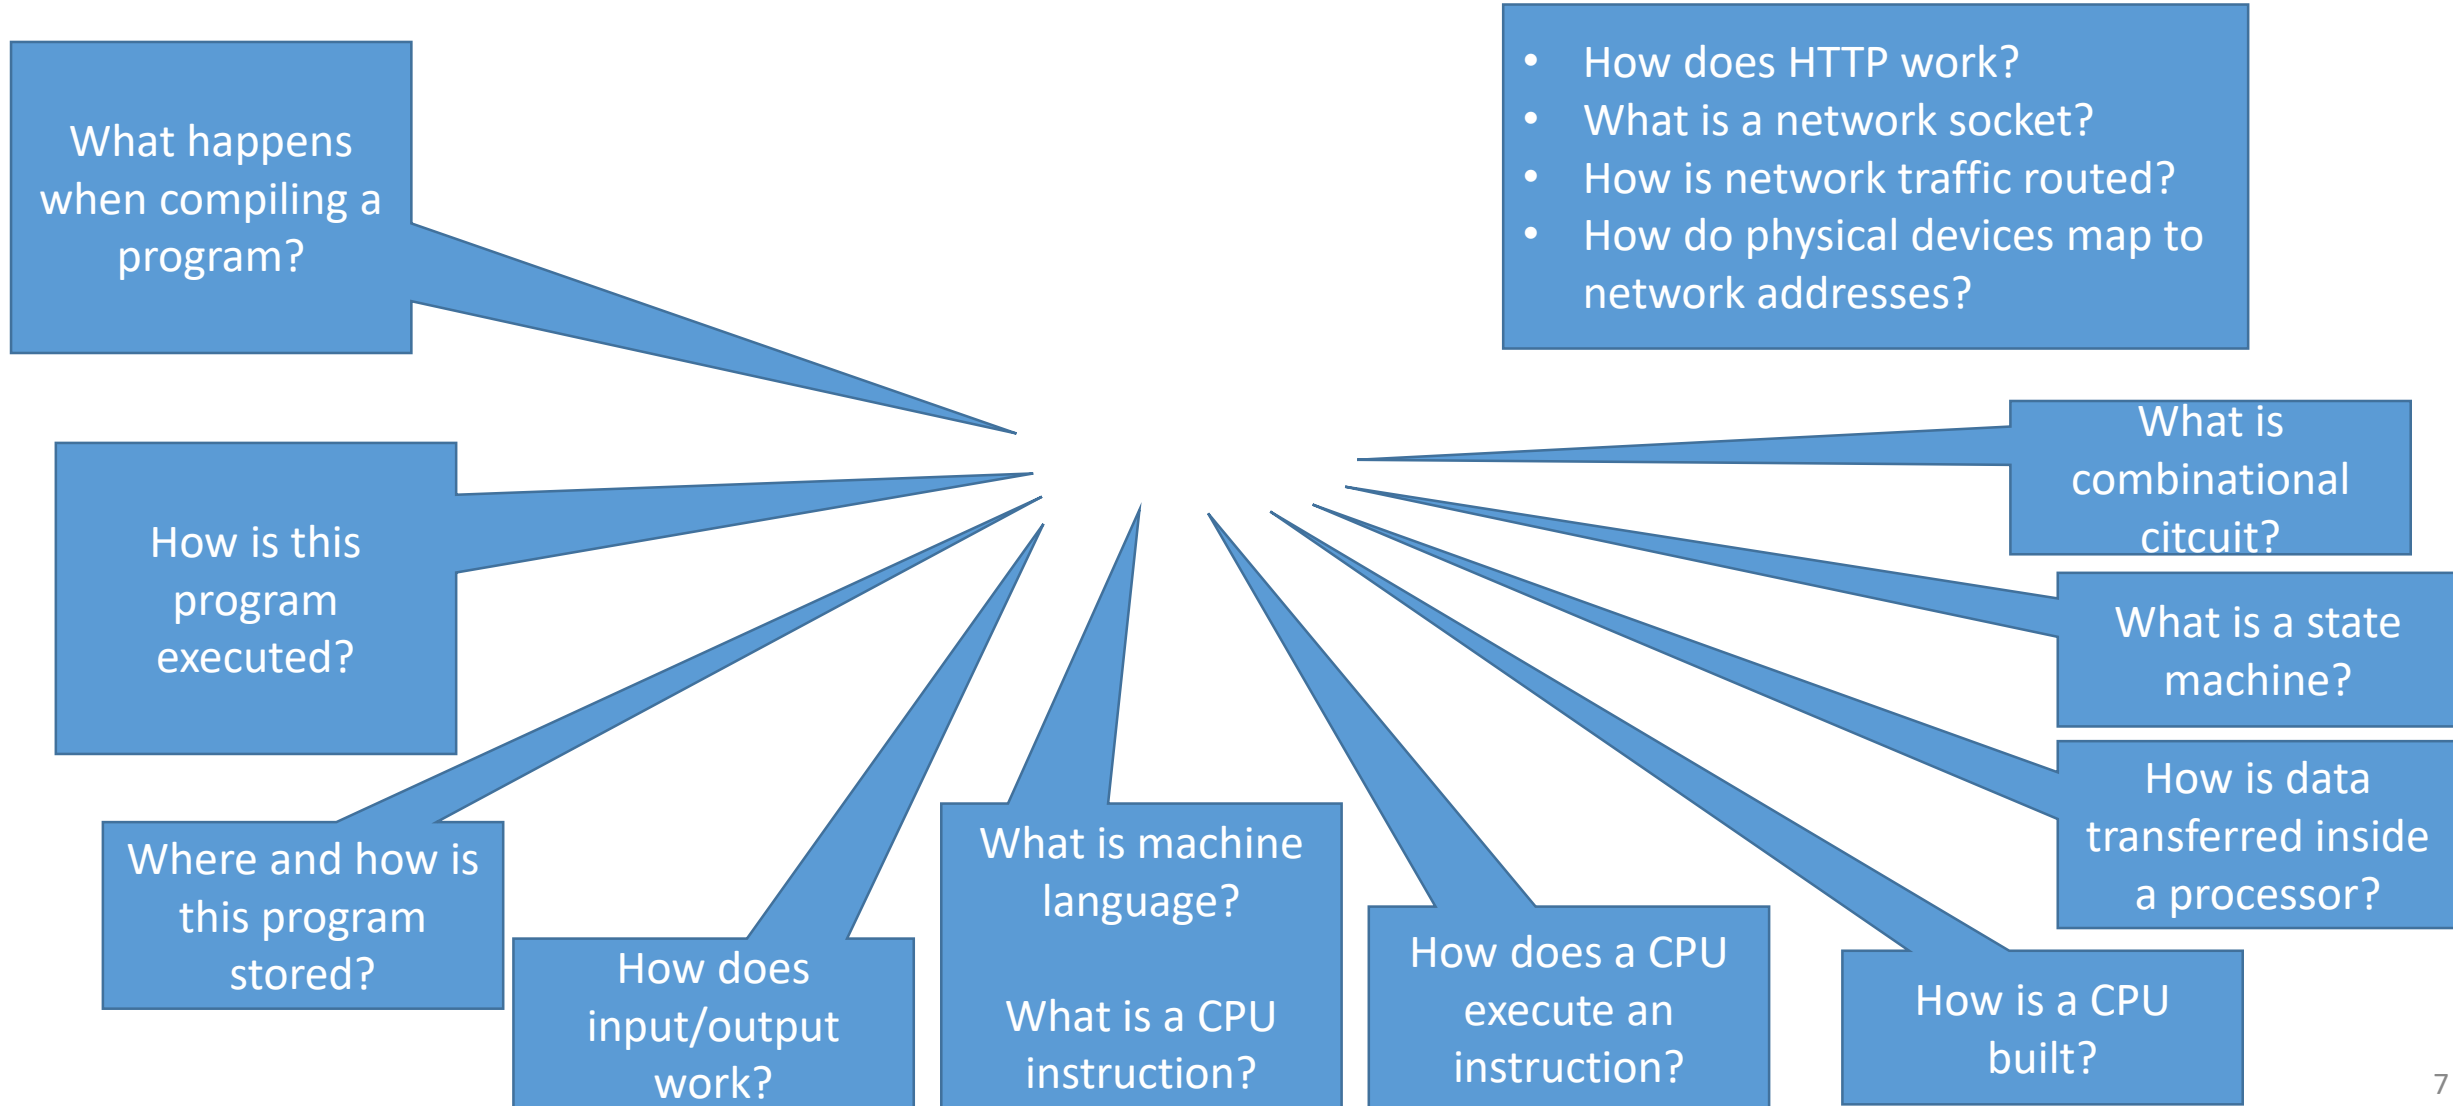 What happens
when compiling a
program?
• How does HTTP work?
• What is a network socket?
• How is network traffic routed?
• How do physical devices map to
network addresses?
How is this
program
executed?
What is
combinational
citcuit?
What is a state
machine?
How is data
transferred inside
a processor?
Where and how is
this program
stored?
How does
input/output
work?
What is machine
language?
What is a CPU
instruction?
How does a CPU
execute an
instruction?
How is a CPU
built?
7